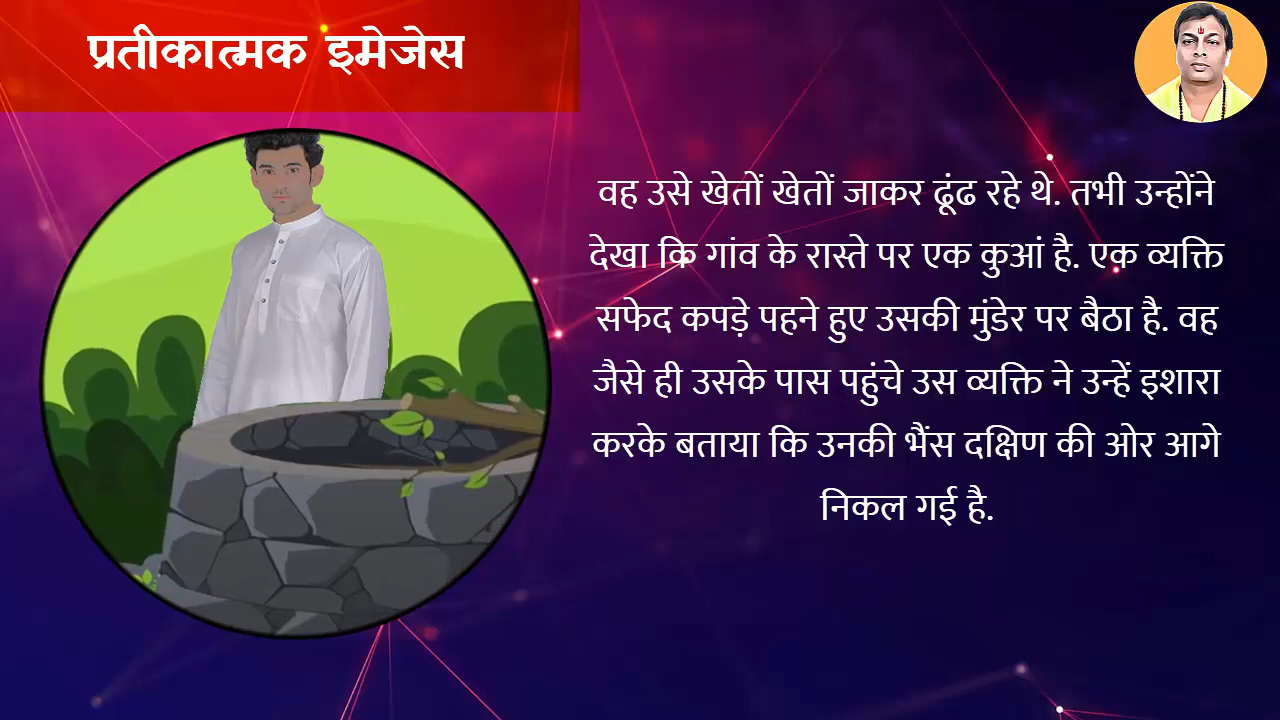 प्रतीकात्मक इमेजेस
वह उसे खेतों खेतों जाकर ढूंढ रहे थे. तभी उन्होंने
देखा कि गांव के रास्ते पर एक कुआं है. एक व्यक्ति
सफेद कपड़े पहने हुए उसकी मुंडेर पर बैठा है. वह
जैसे ही उसके पास पहुंचे उस व्यक्ति ने उन्हें इशारा
करके बताया कि उनकी भैंस दक्षिण की ओर आगे
निकल गई है.